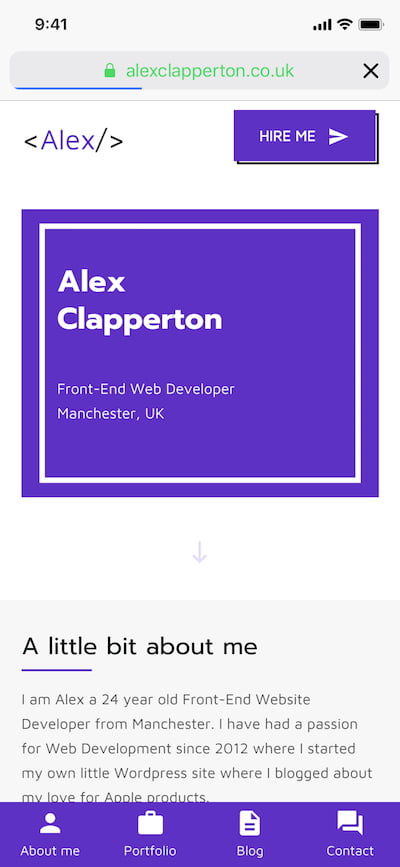 9:41
alexclapperton.co.uk
<Alex/>
HIRE ME
Alex
Clapperton
Front-End Web Developer
Manchester, UK
A little bit about me
I am Alex a 24 year old Front-End Website
Developer from Manchester. I have had a passion
for Web Development since 2012 where I started
my own little Wordpress site where I blogged about
my love for Apple products.
About me
Portfolio
Blog
Contact